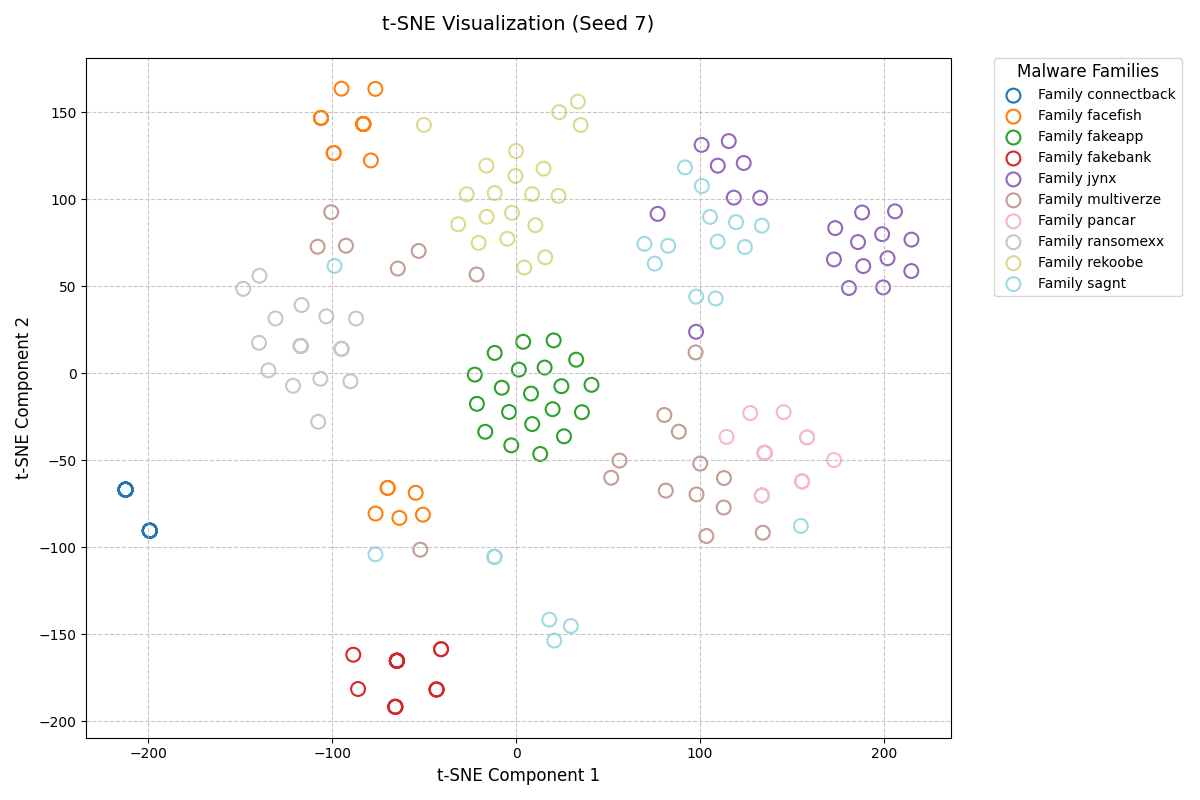 t-SNE Visualization (Seed 7)
Malware Families
Family connectback
Family facefish
Family fakeapp
Family fakebank
Family jynx
Family multiverze
Family pancar
Family ransomexx
Family rekoobe
Family sagnt
t-SNE Component 2
150
100
50
0
−50
−100
−150
−200
−200
−100
0
100
200
t-SNE Component 1